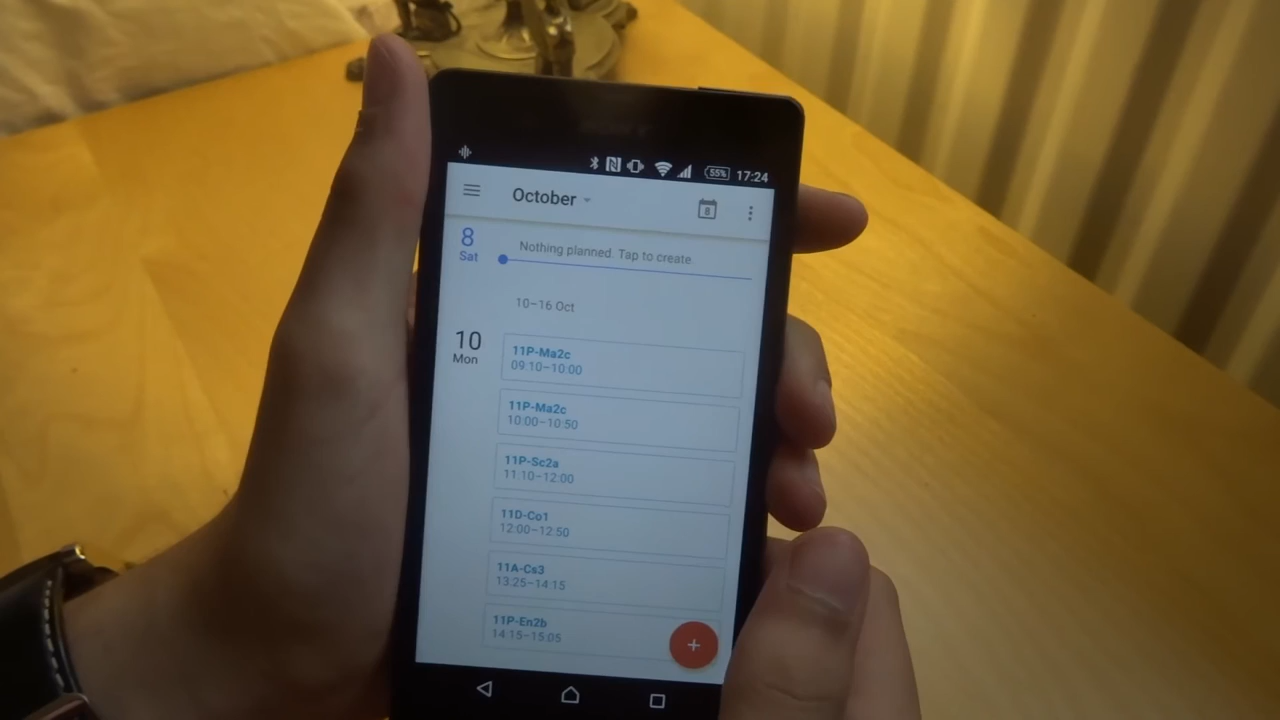 55% 17:24
October
8
8
Sat
Nothing planned. Tap to create.
10–16 Oct
10
Mon
11P-Ma2c
09:10–10:00
11P-Ma2c
10:00–10:50
11P-Sc2a
11:10–12:00
11D-Co1
12:00–12:50
11A-Cs3
13:25–14:15
11P-En2b
14:15–15:05